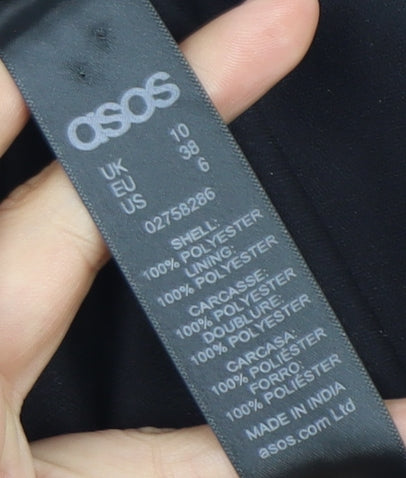 asos
UK 10
EU 38
US 6
02758286
SHELL:
100% POLYESTER
LINING:
100% POLYESTER
CARCASSE:
100% POLYESTER
DOUBLURE:
100% POLYESTER
CARCASA:
100% POLIÉSTER
FORRO:
100% POLIÉSTER
MADE IN INDIA
asos.com Ltd